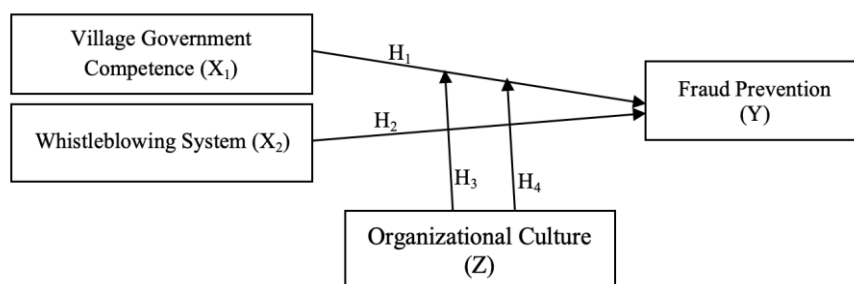 Village Government
Competence (X₁)
H₁
Fraud Prevention
(Y)
Whistleblowing System (X₂)
H₂
H₃
H₄
Organizational Culture
(Z)